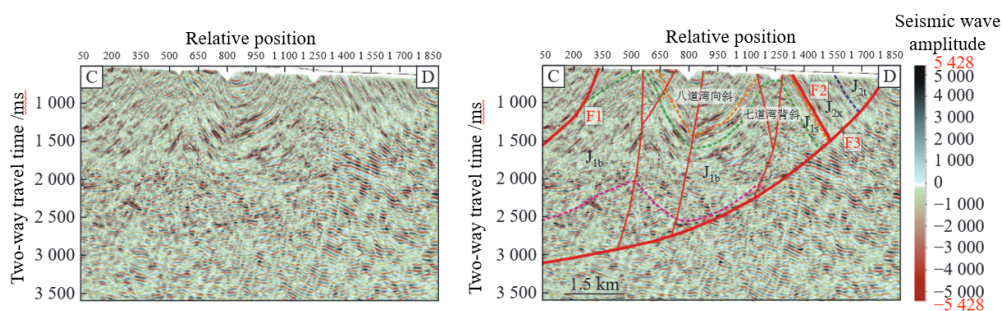 Relative position
50 200 350 500 650 800 950 1 100 1 250 1 400 1 550 1 700 1 850
C
D
Two-way travel time /ms
1 000
1 500
2 000
2 500
3 000
3 500
Relative position
50 200 350 500 650 800 950 1 100 1 250 1 400 1 550 1 700 1 850
C
D
Two-way travel time /ms
1 000
1 500
2 000
2 500
3 000
3 500
F1
八道湾向斜
七道湾背斜
F2
J2t
J2x
J1s
F3
J1b
J1b
1.5 km
Seismic wave
amplitude
5 428
5 000
4 000
3 000
2 000
1 000
0
−1 000
−2 000
−3 000
−4 000
−5 000
−5 428